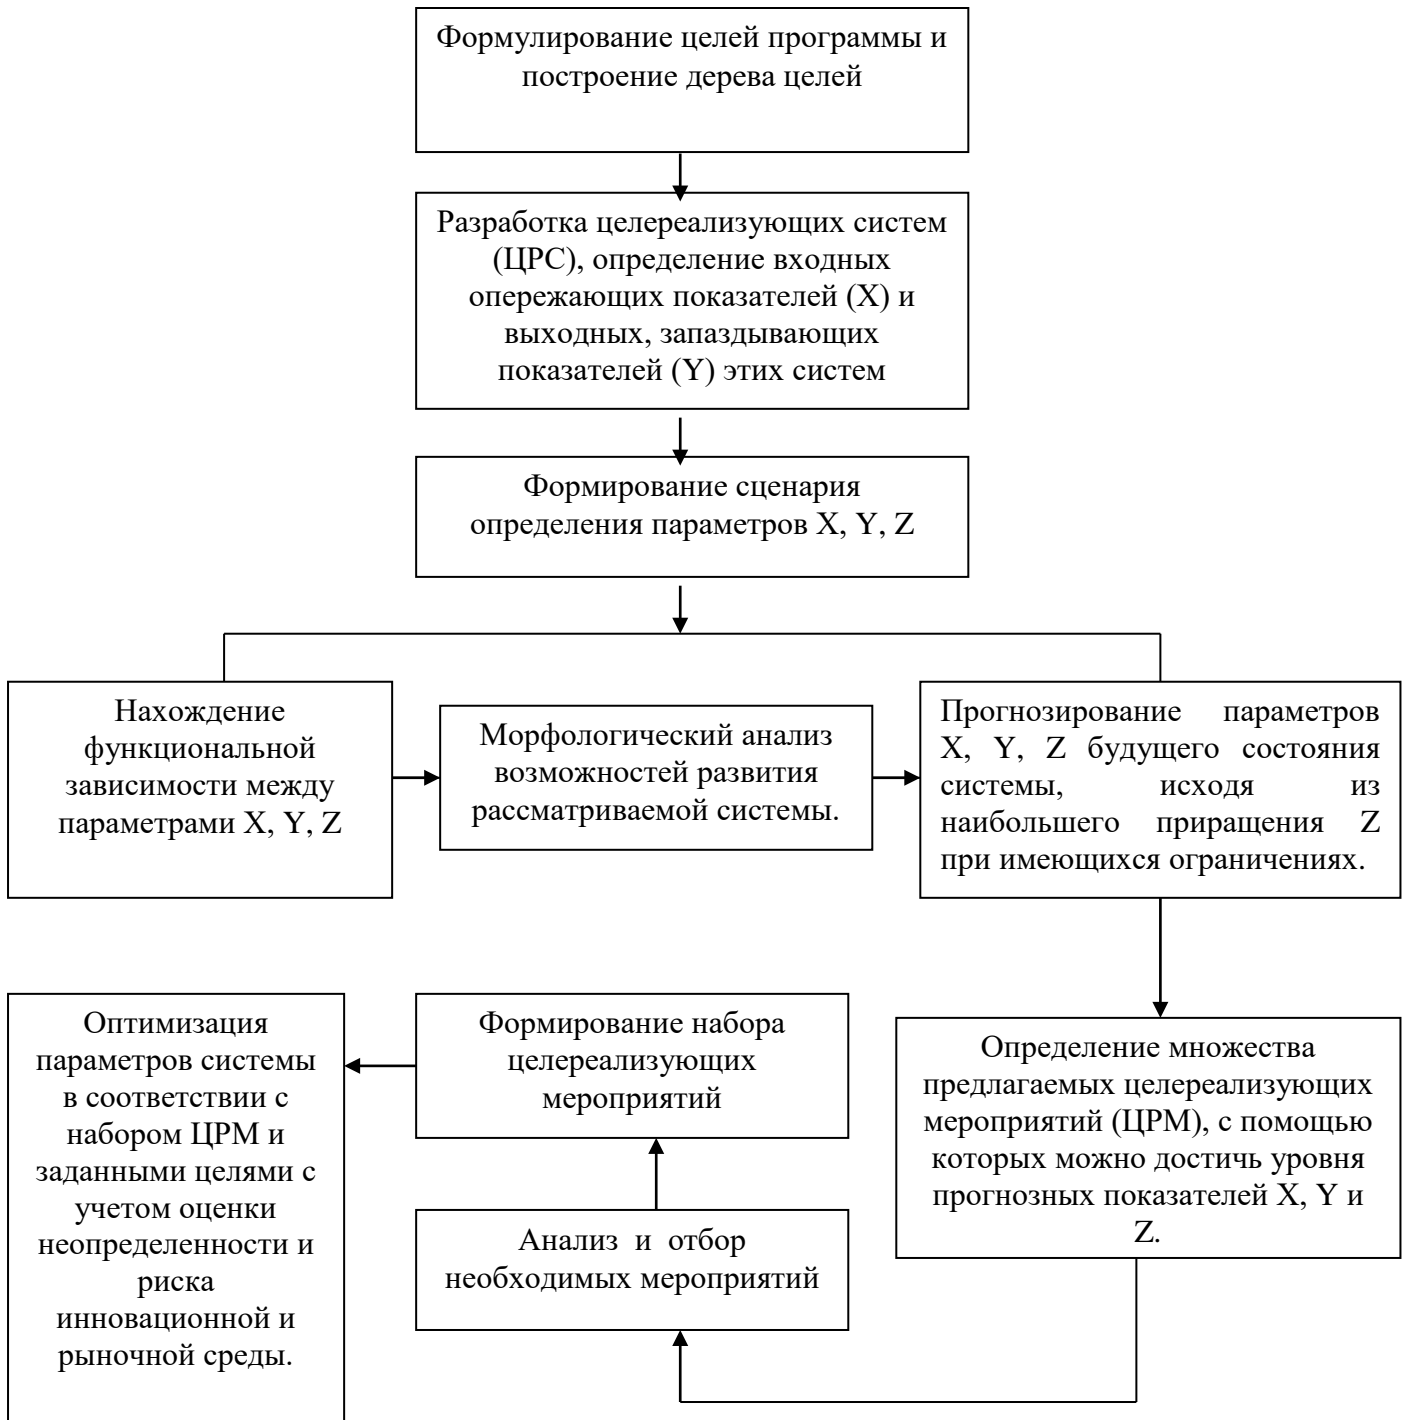 Формулирование целей программы и
построение дерева целей
Разработка целереализующих систем
(ЦРС), определение входных
опережающих показателей (X) и
выходных, запаздывающих
показателей (Y) этих систем
Формирование сценария
определения параметров X, Y, Z
Нахождение
функциональной
зависимости между
параметрами X, Y, Z
Морфологический анализ
возможностей развития
рассматриваемой системы.
Прогнозирование параметров
X, Y, Z будущего состояния
системы, исходя из
наибольшего приращения Z
при имеющихся ограничениях.
Определение множества
предлагаемых целереализующих
мероприятий (ЦРМ), с помощью
которых можно достичь уровня
прогнозных показателей X, Y и
Z.
Анализ и отбор
необходимых мероприятий
Формирование набора
целереализующих
мероприятий
Оптимизация
параметров системы
в соответствии с
набором ЦРМ и
заданными целями с
учетом оценки
неопределенности и
риска
инновационной и
рыночной среды.